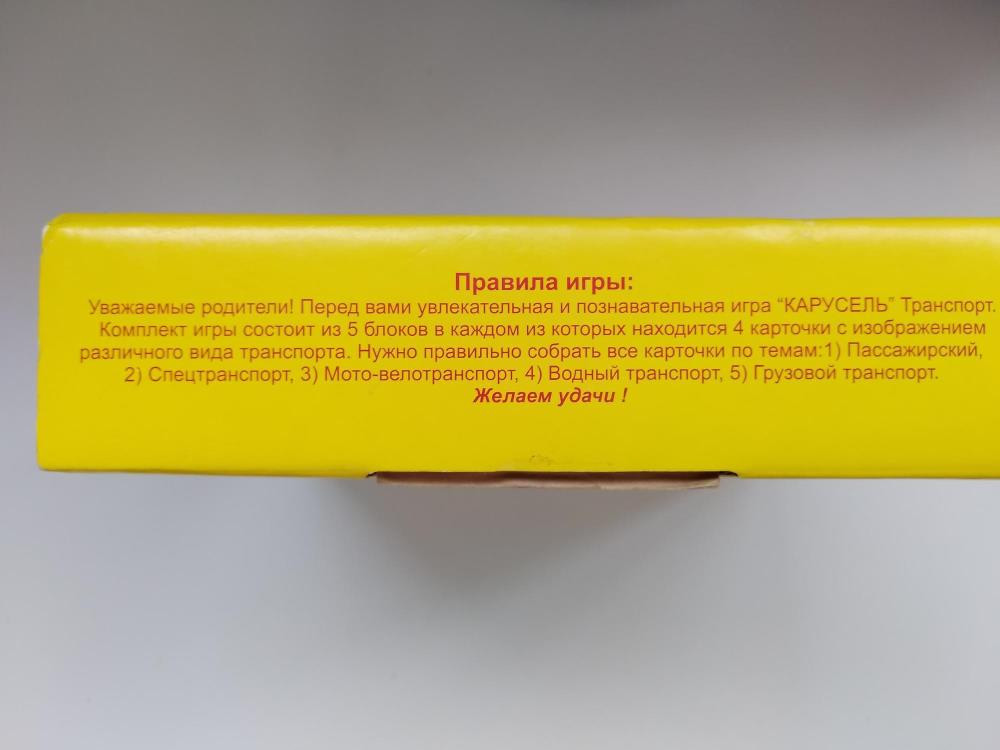 Правила игры:
Уважаемые родители! Перед вами увлекательная и познавательная игра “КАРУСЕЛЬ” Транспорт.
Комплект игры состоит из 5 блоков в каждом из которых находится 4 карточки с изображением
различного вида транспорта. Нужно правильно собрать все карточки по темам:1) Пассажирский,
2) Спецтранспорт, 3) Мото-велотранспорт, 4) Водный транспорт, 5) Грузовой транспорт.
Желаем удачи !